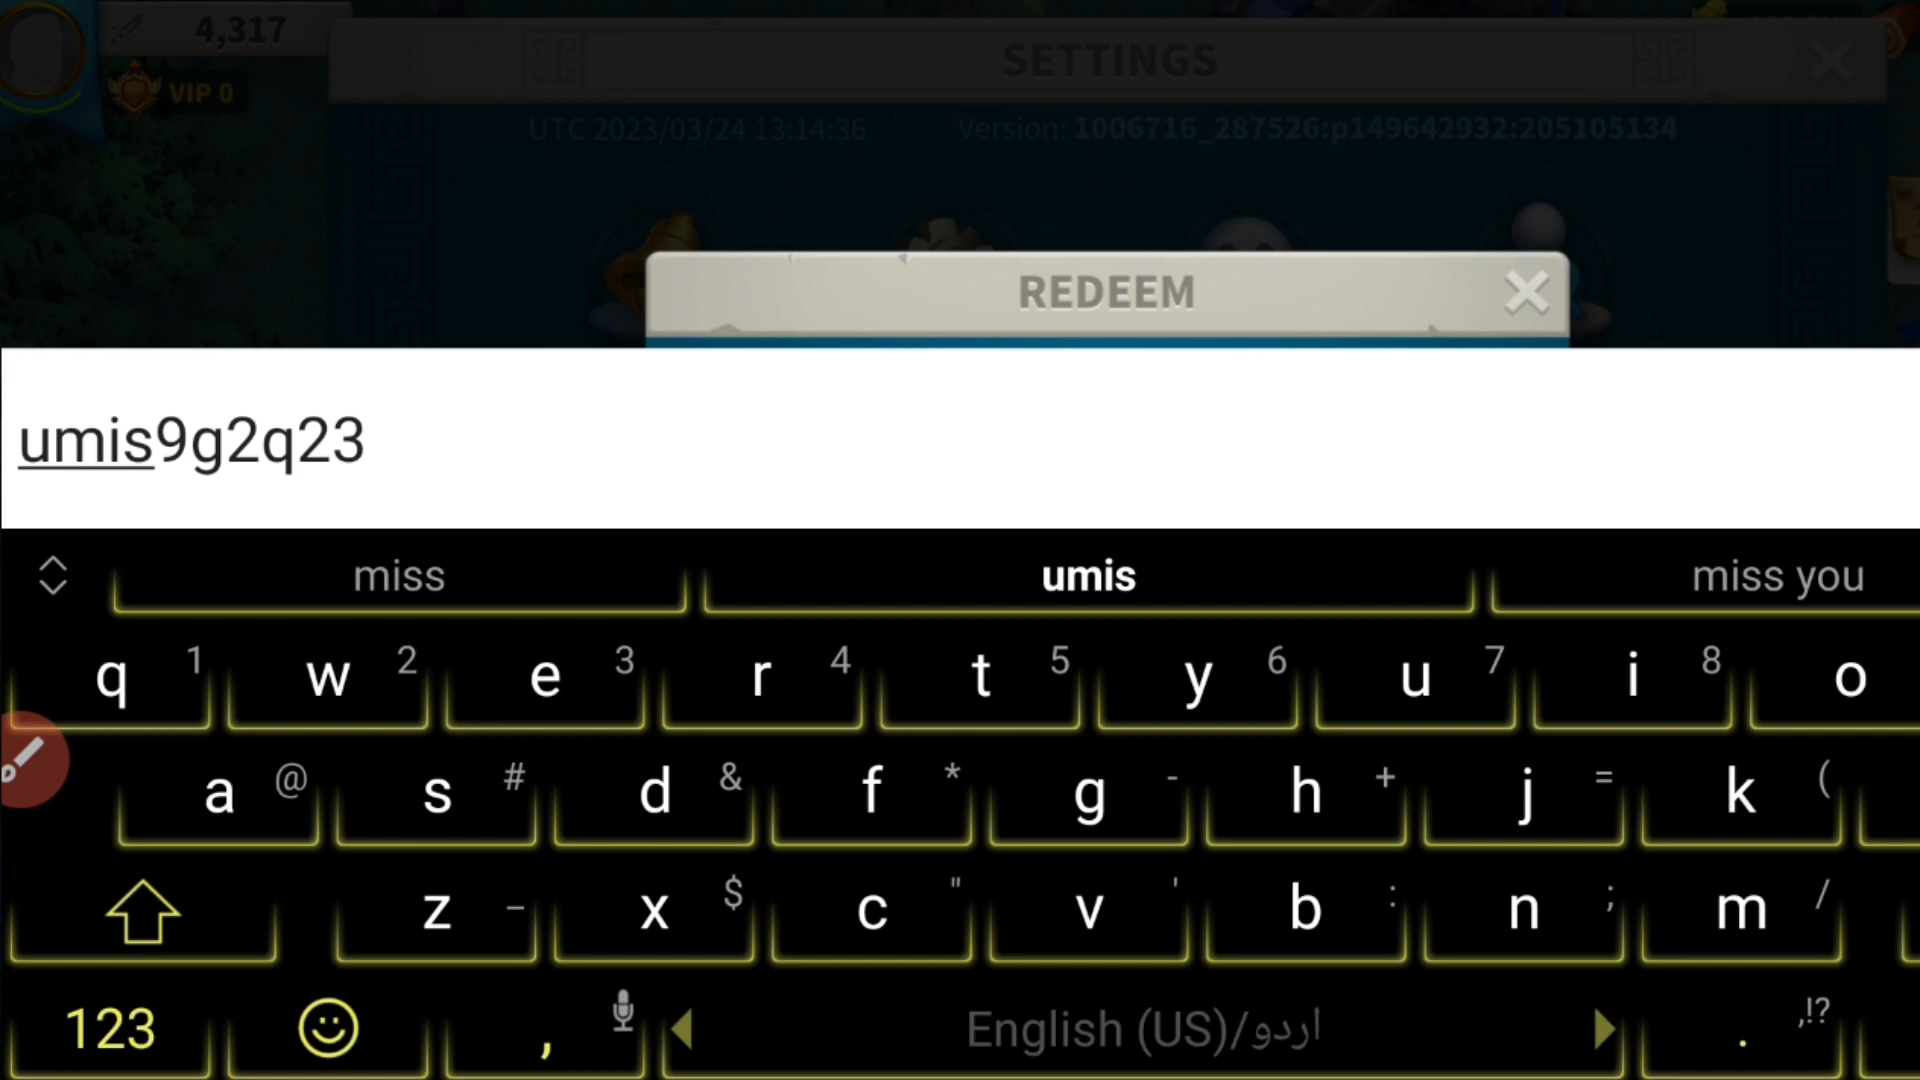 4,317
SETTINGS
VIP 0
UTC 2023/03/24 13:14:36
Version: 1006716_287526:p149642932:205105134
REDEEM
umis9g2q23
miss
umis
miss you
q 1 w 2 e 3 r 4 t 5 y 6 u 7 i 8 o
a @ s # d & f * g - h + j = k (
z _ x $ c " v ' b : n ; m /
123 , English (US)/اردو . ,!?